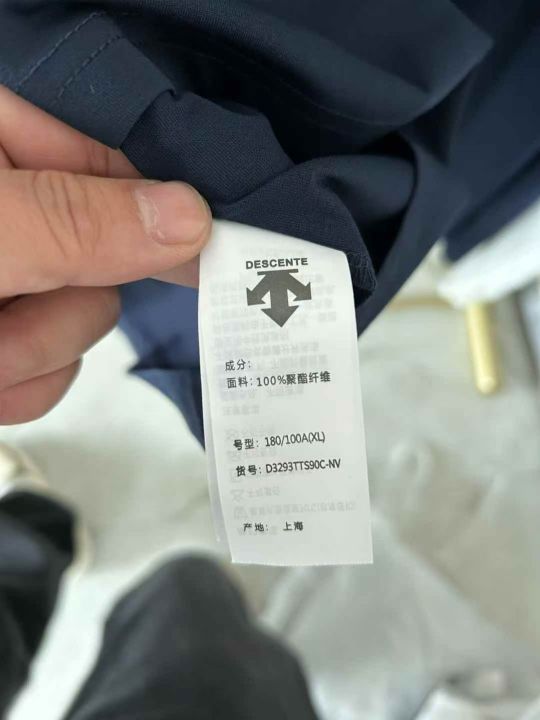 DESCENTE
成分：
面料：100%聚酯纤维
号型：180/100A(XL)
货号：D3293TTS90C-NV
产地： 上海